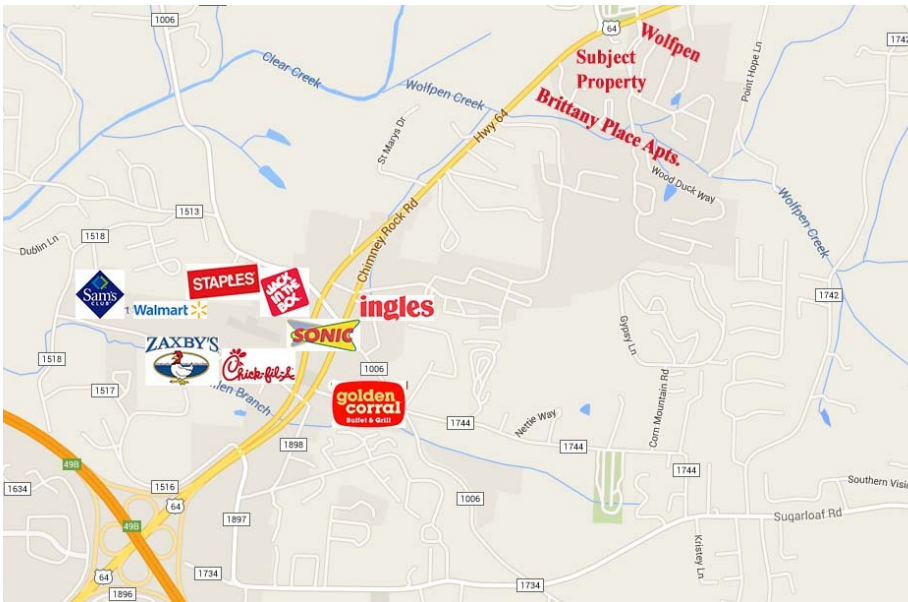 1006
64
Wolfpen
1742
Subject
Property
Point Hope Ln
Clear Creek
Wolfpen Creek
Brittany Place Apts.
Hwy 64
St Marys Dr
Wood Duck Way
Wolfpen Creek
1513
Chimney Rock Rd
1518
Dublin Ln
Sam's
CLUB
STAPLES
JACK
IN THE
BOX
Walmart
ingles
1742
SONIC
Gypsy Ln
ZAXBY'S
1518
Chick-fil-A
1006
1517
len Branch
golden
corral
Buffet & Grill
Corn Mountain Rd
1744
Nettie Way
1744
1898
49B
1744
1634
1516
64
1006
Southern Visi
1897
Sugarloaf Rd
49B
Kristey Ln
64
1734
1734
1896